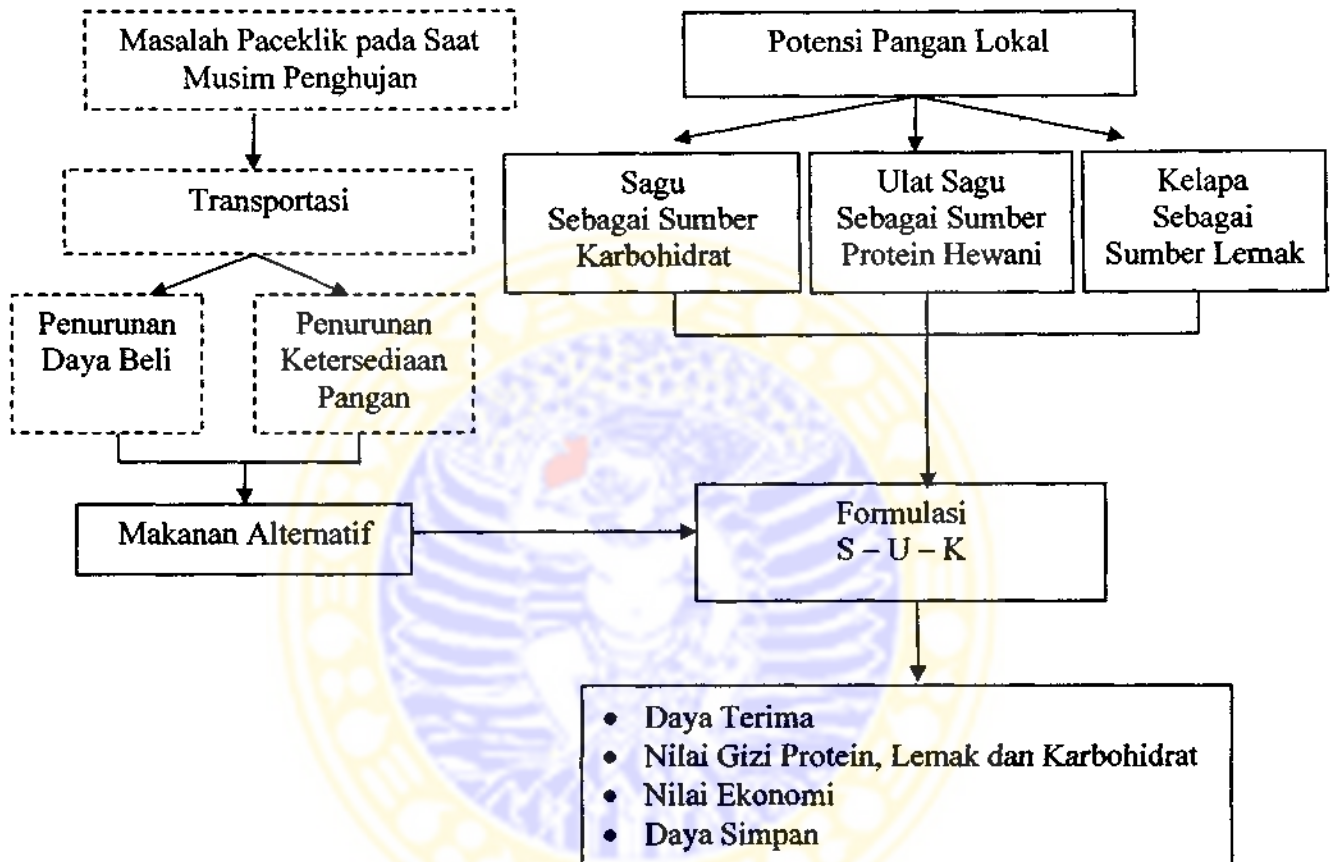 Masalah Paceklik pada Saat
Musim Penghujan
Potensi Pangan Lokal
Transportasi
Sagu
Sebagai Sumber
Karbohidrat
Ulat Sagu
Sebagai Sumber
Protein Hewani
Kelapa
Sebagai
Sumber Lemak
Penurunan
Daya Beli
Penurunan
Ketersediaan
Pangan
Makanan Alternatif
Formulasi
S – U – K
• Daya Terima
• Nilai Gizi Protein, Lemak dan Karbohidrat
• Nilai Ekonomi
• Daya Simpan